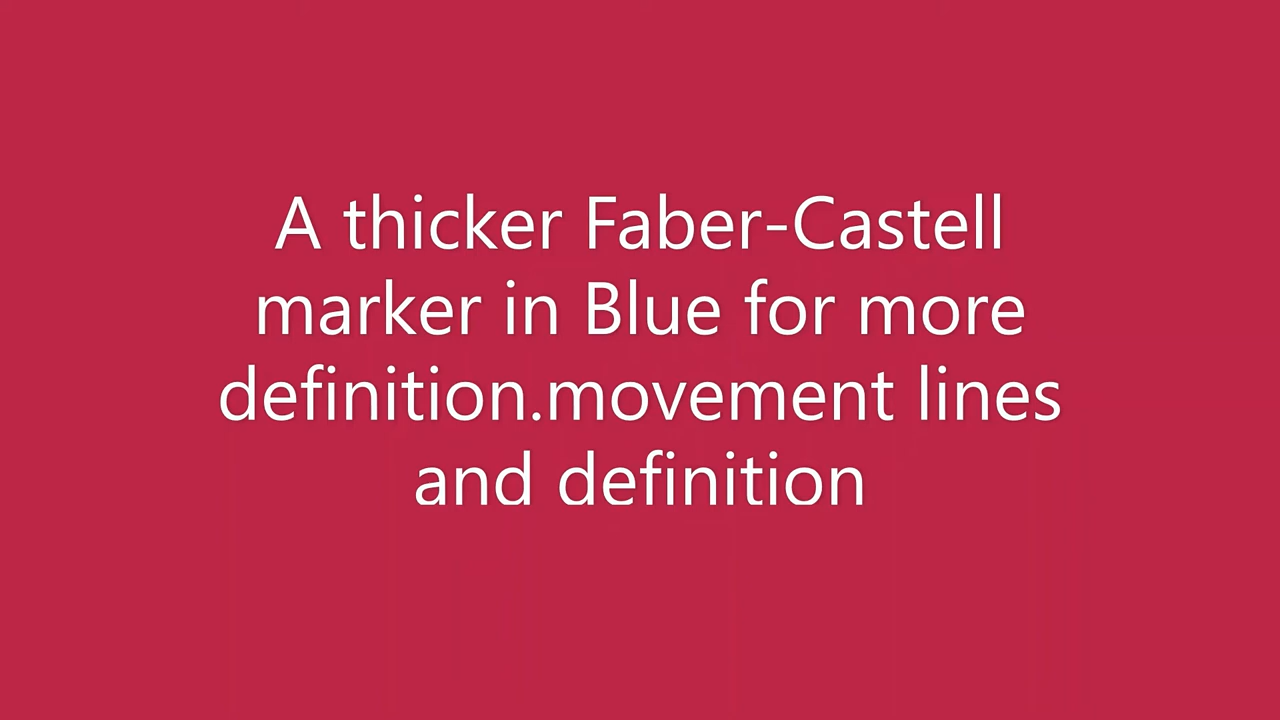 A thicker Faber-Castell
marker in Blue for more
definition.movement lines
and definition